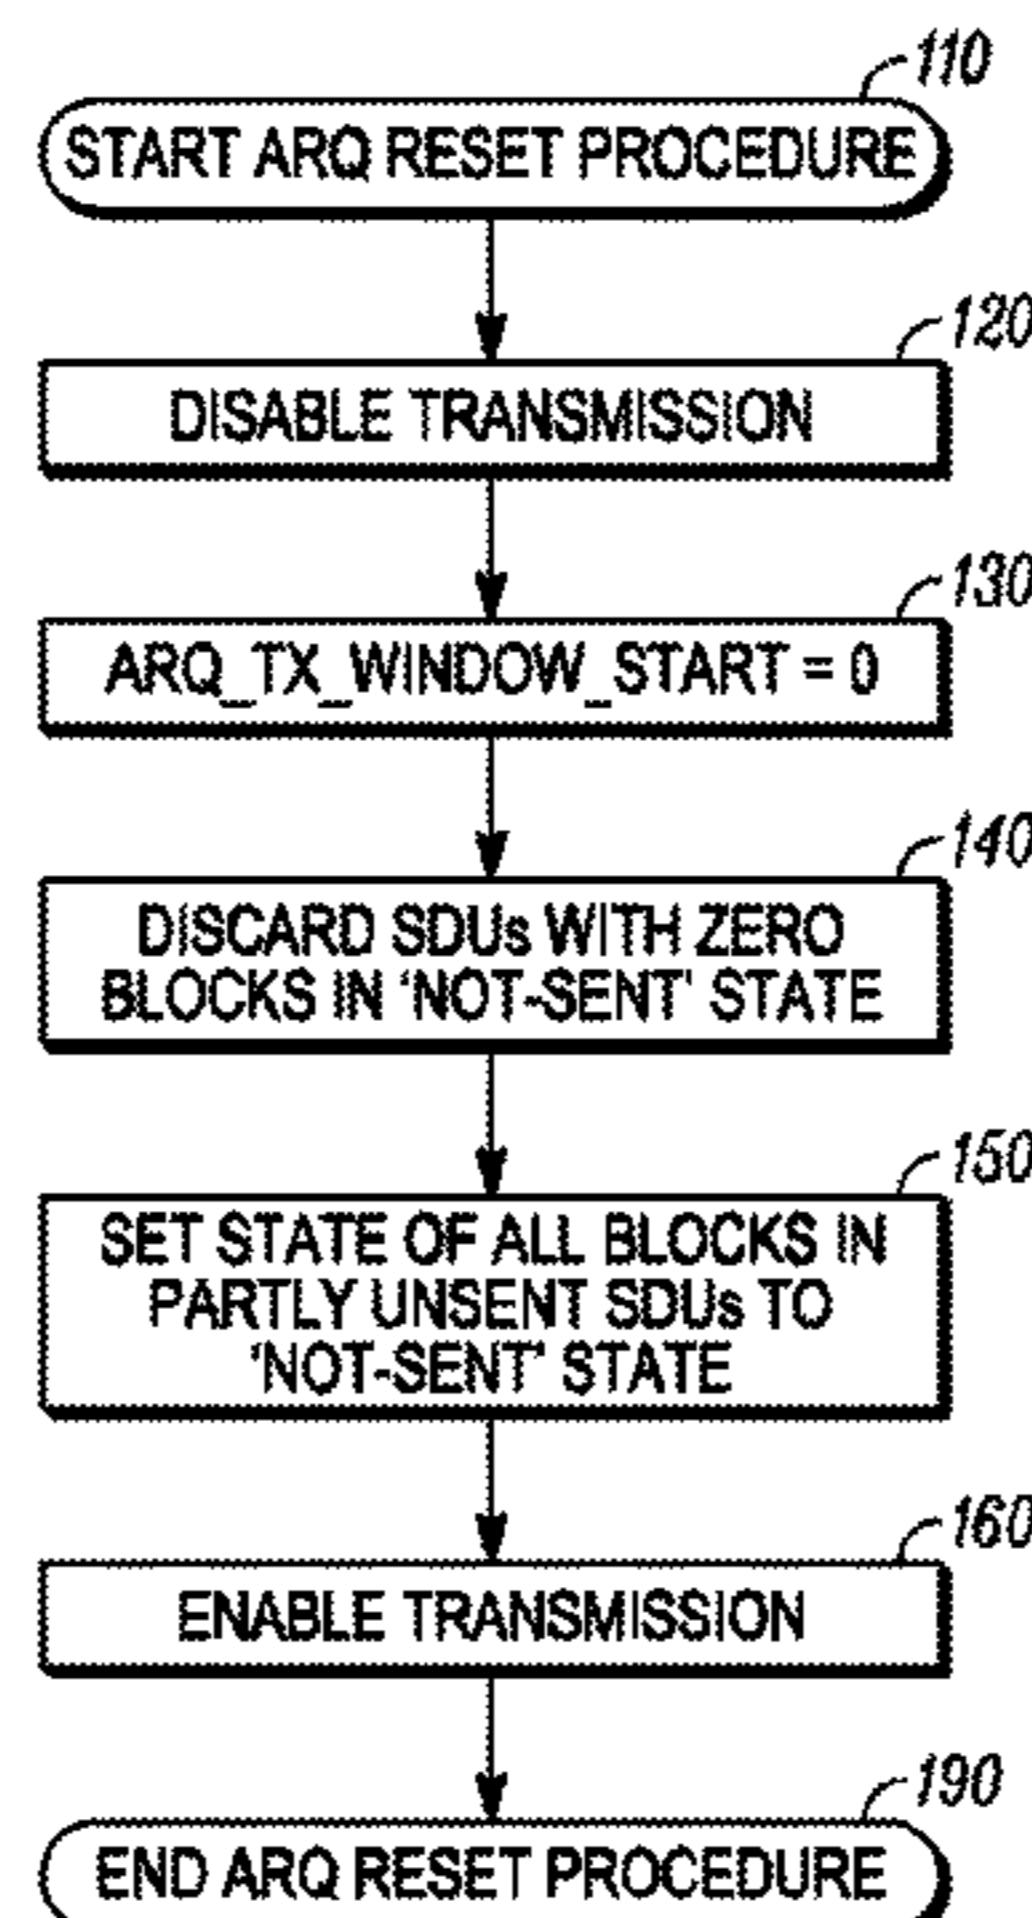 110
START ARQ RESET PROCEDURE
120
DISABLE TRANSMISSION
130
ARQ_TX_WINDOW_START = 0
140
DISCARD SDUs WITH ZERO
BLOCKS IN ‘NOT-SENT’ STATE
150
SET STATE OF ALL BLOCKS IN
PARTLY UNSENT SDUs TO
‘NOT-SENT’ STATE
160
ENABLE TRANSMISSION
190
END ARQ RESET PROCEDURE